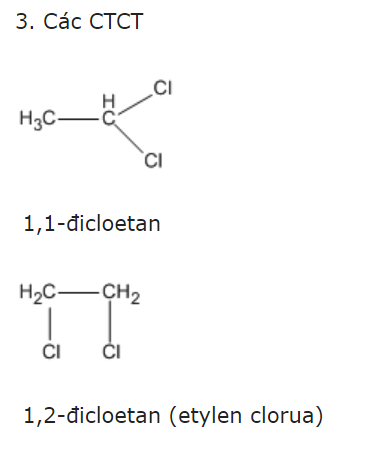 3. Các CTCT
Cl
H
H₃C
C
Cl
1,1-đicloetan
H₂C
CH₂
Cl
Cl
1,2-đicloetan (etylen clorua)